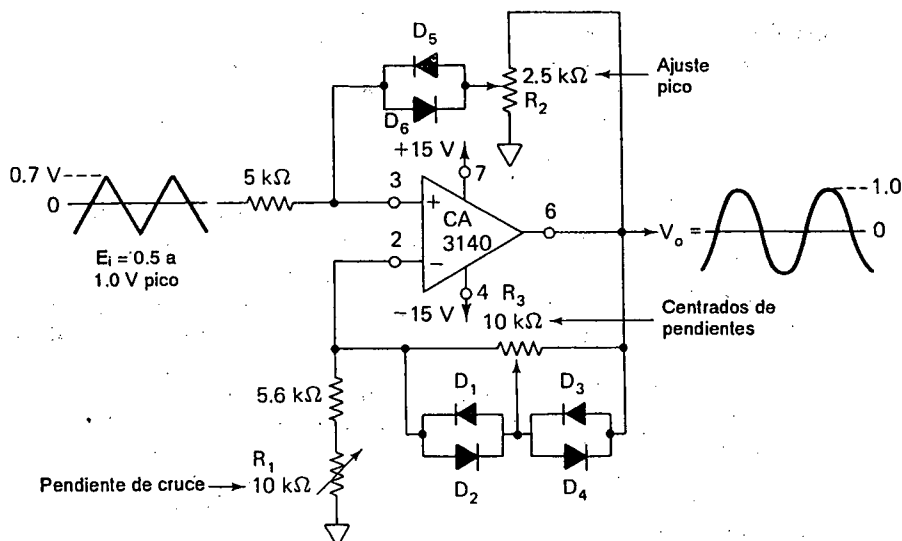 D5
D6
2.5 kΩ
R2
Ajuste
pico
+15 V
7
0.7 V
0
5 kΩ
3
+
CA
3140
6
Vo =
1.0
0
2
−
Ei = 0.5 a
1.0 V pico
4
−15 V
R3
10 kΩ
Centrados de
pendientes
5.6 kΩ
D1
D3
D2
D4
Pendiente de cruce
R1
10 kΩ